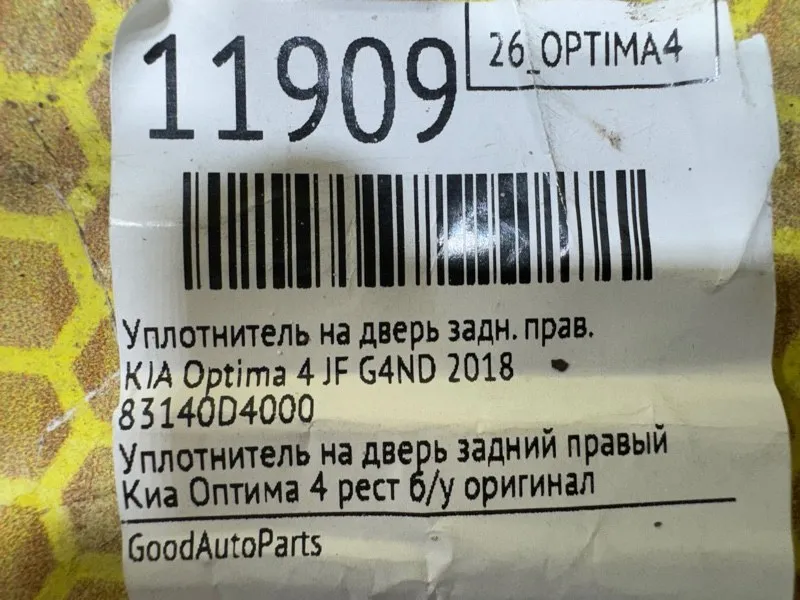 11909
26_OPTIMA4
Уплотнитель на дверь задн. прав.
KIA Optima 4 JF G4ND 2018
83140D4000
Уплотнитель на дверь задний правый
Киа Оптима 4 рест б/у оригинал
GoodAutoParts